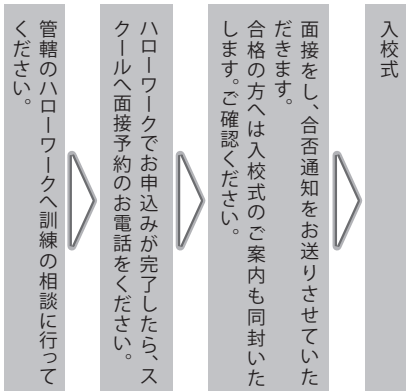 管轄のハローワークへ訓練の相談に行って
ください。
ハローワークでお申込みが完了したら、ス
クールへ面接予約のお電話をください。
面接をし、合否通知をお送りさせていた
だきます。
合格の方へは入校式のご案内も同封いた
します。ご確認ください。
入校式